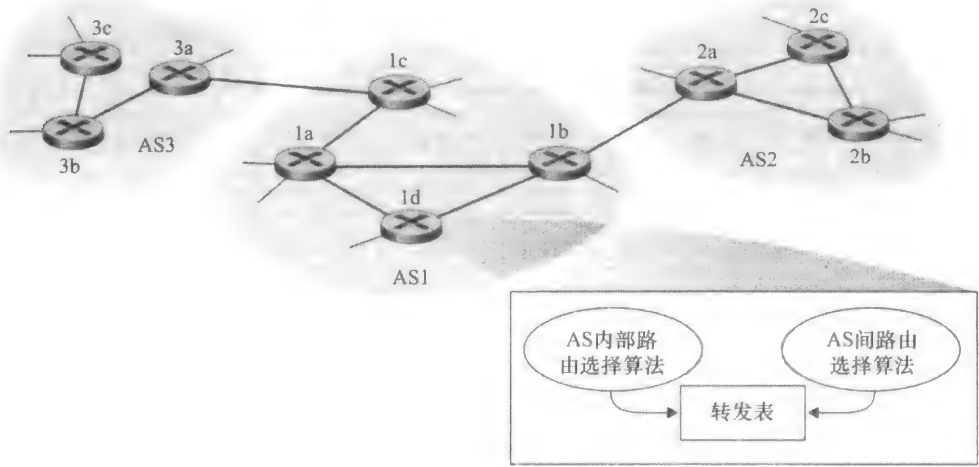 3c
3a
1c
2c
2a
3b
AS3
1a
1b
AS2
2b
1d
AS1
AS内部路
由选择算法
AS间路由
选择算法
转发表